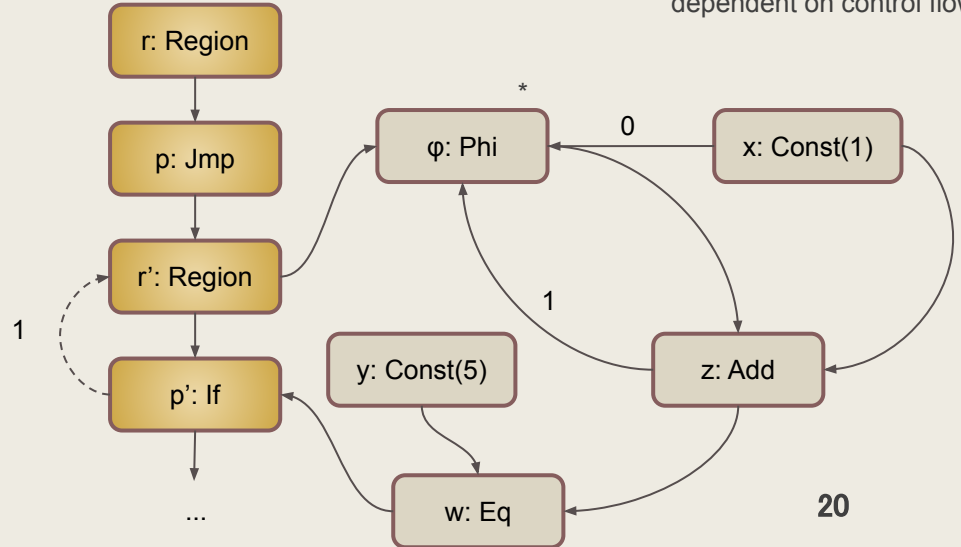 dependent on control flow
r: Region
*
φ: Phi
0
x: Const(1)
p: Jmp
r’: Region
1
1
y: Const(5)
z: Add
p’: If
...
w: Eq
20